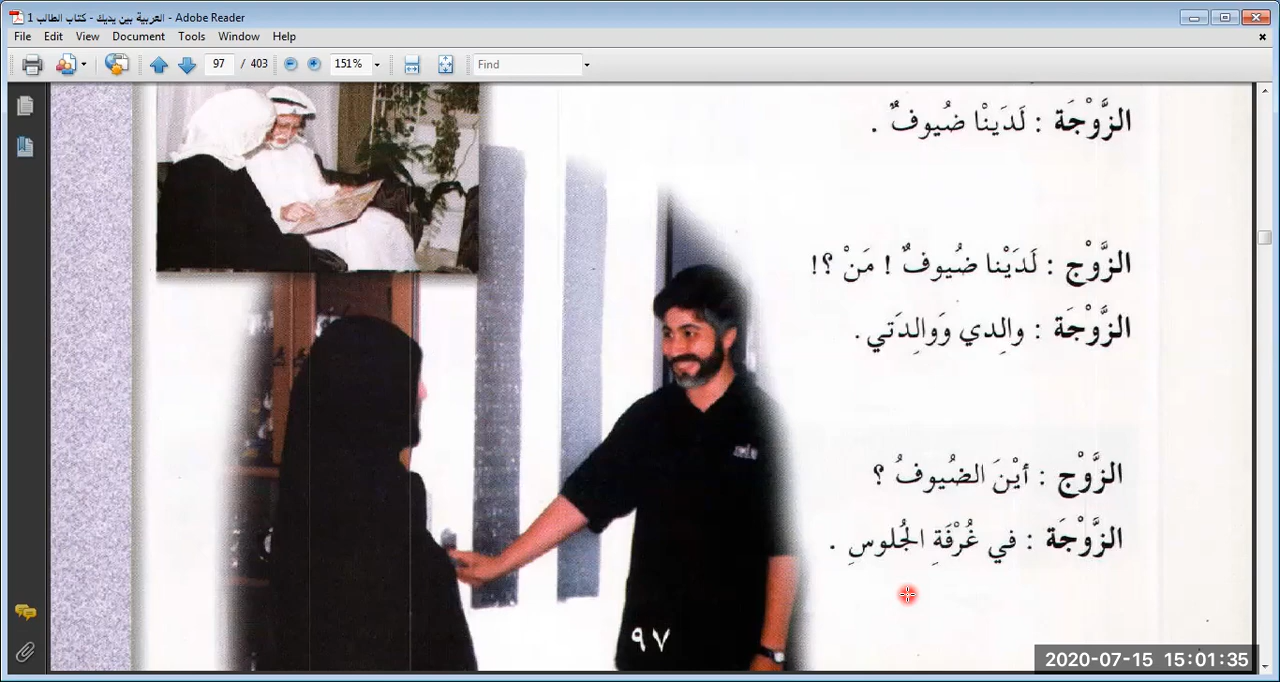 العربية بين يديك - كتاب الطالب 1 - Adobe Reader
File Edit View Document Tools Window Help
97 / 403 151% Find
الزَّوْجَة : لَدَيْنا ضُيوفٌ .
الزَّوْج : لَدَيْنا ضُيوفٌ ! مَنْ ؟!
الزَّوْجَة : والِدي وَوالِدَتي.
الزَّوْج : أيْنَ الضُيوفُ ؟
الزَّوْجَة : في غُرْفَةِ الجُلوسِ .
٩٧
2020-07-15 15:01:35